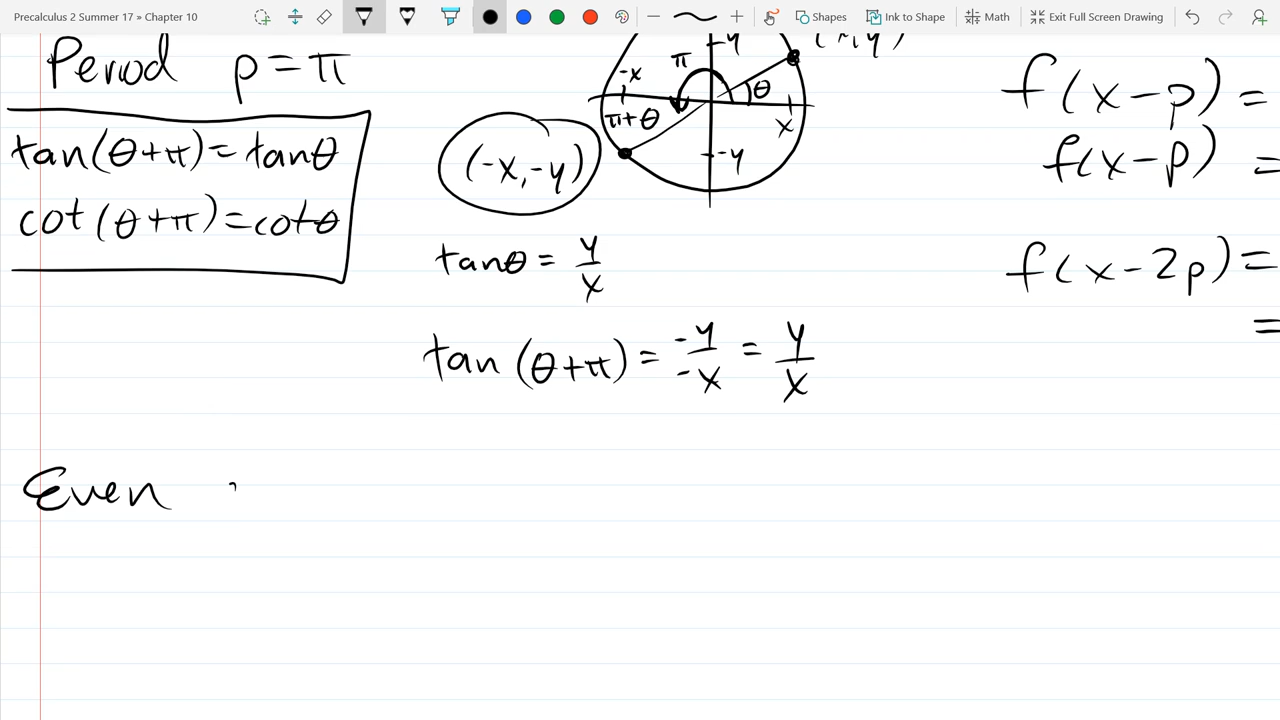 Precalculus 2 Summer 17 » Chapter 10
Shapes
Ink to Shape
Math
Exit Full Screen Drawing
Period p = π
tan(θ+π) = tanθ
cot(θ+π) = cotθ
y
π
-x
θ
π+θ
x
(-x,-y)
-y
tanθ = y/x
tan(θ+π) = -y/-x = y/x
f(x-p) =
f(x-p) =
f(x-2p) =
=
Even